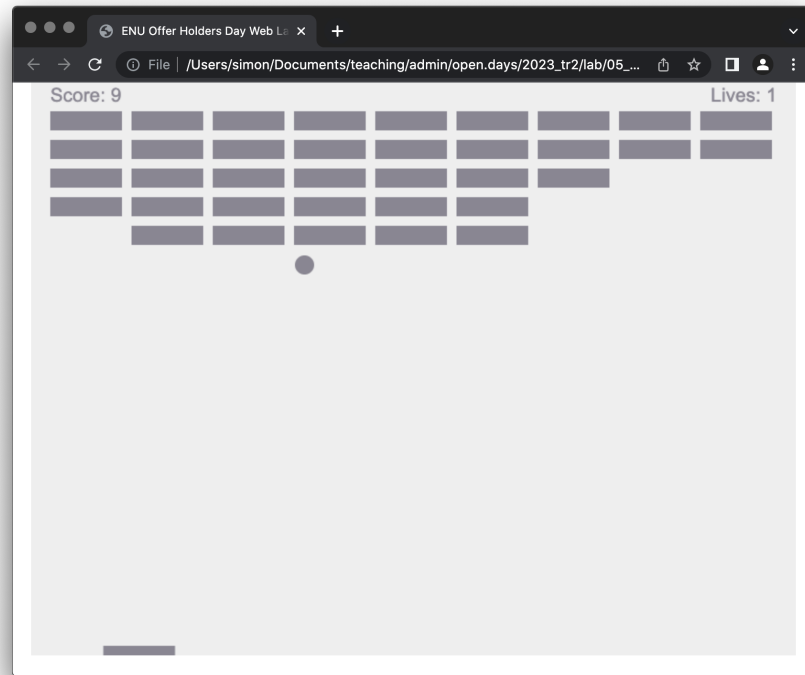 ENU Offer Holders Day Web La
File | /Users/simon/Documents/teaching/admin/open.days/2023_tr2/lab/05_...
Score: 9
Lives: 1